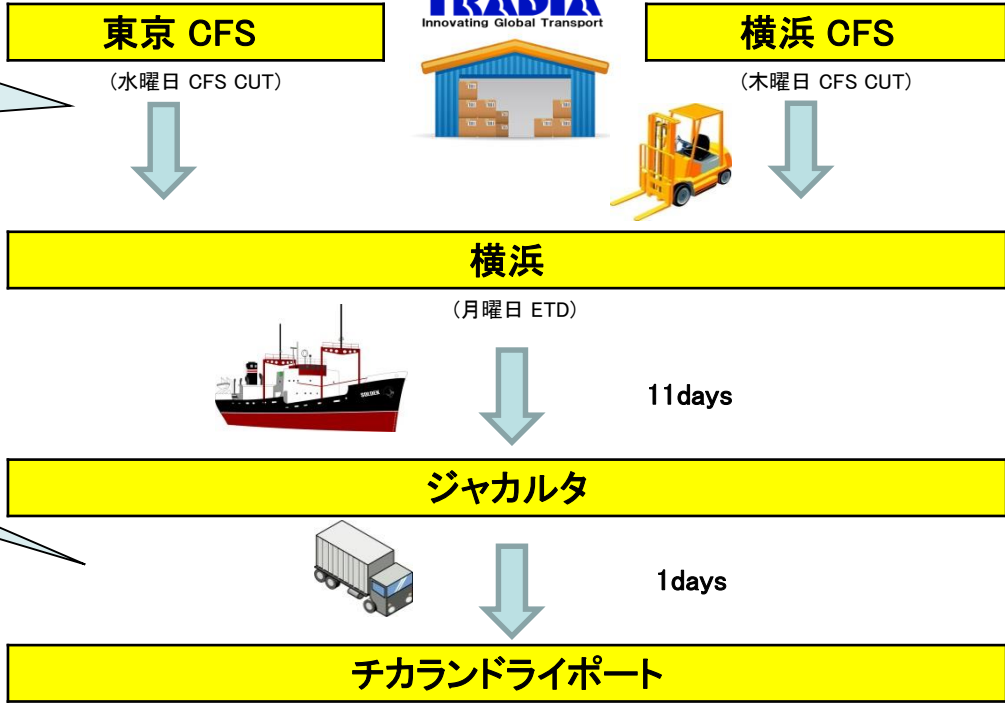 TRADIA
Innovating Global Transport
東京 CFS
横浜 CFS
(水曜日 CFS CUT)
(木曜日 CFS CUT)
横浜
(月曜日 ETD)
11days
ジャカルタ
1days
チカランドライポート